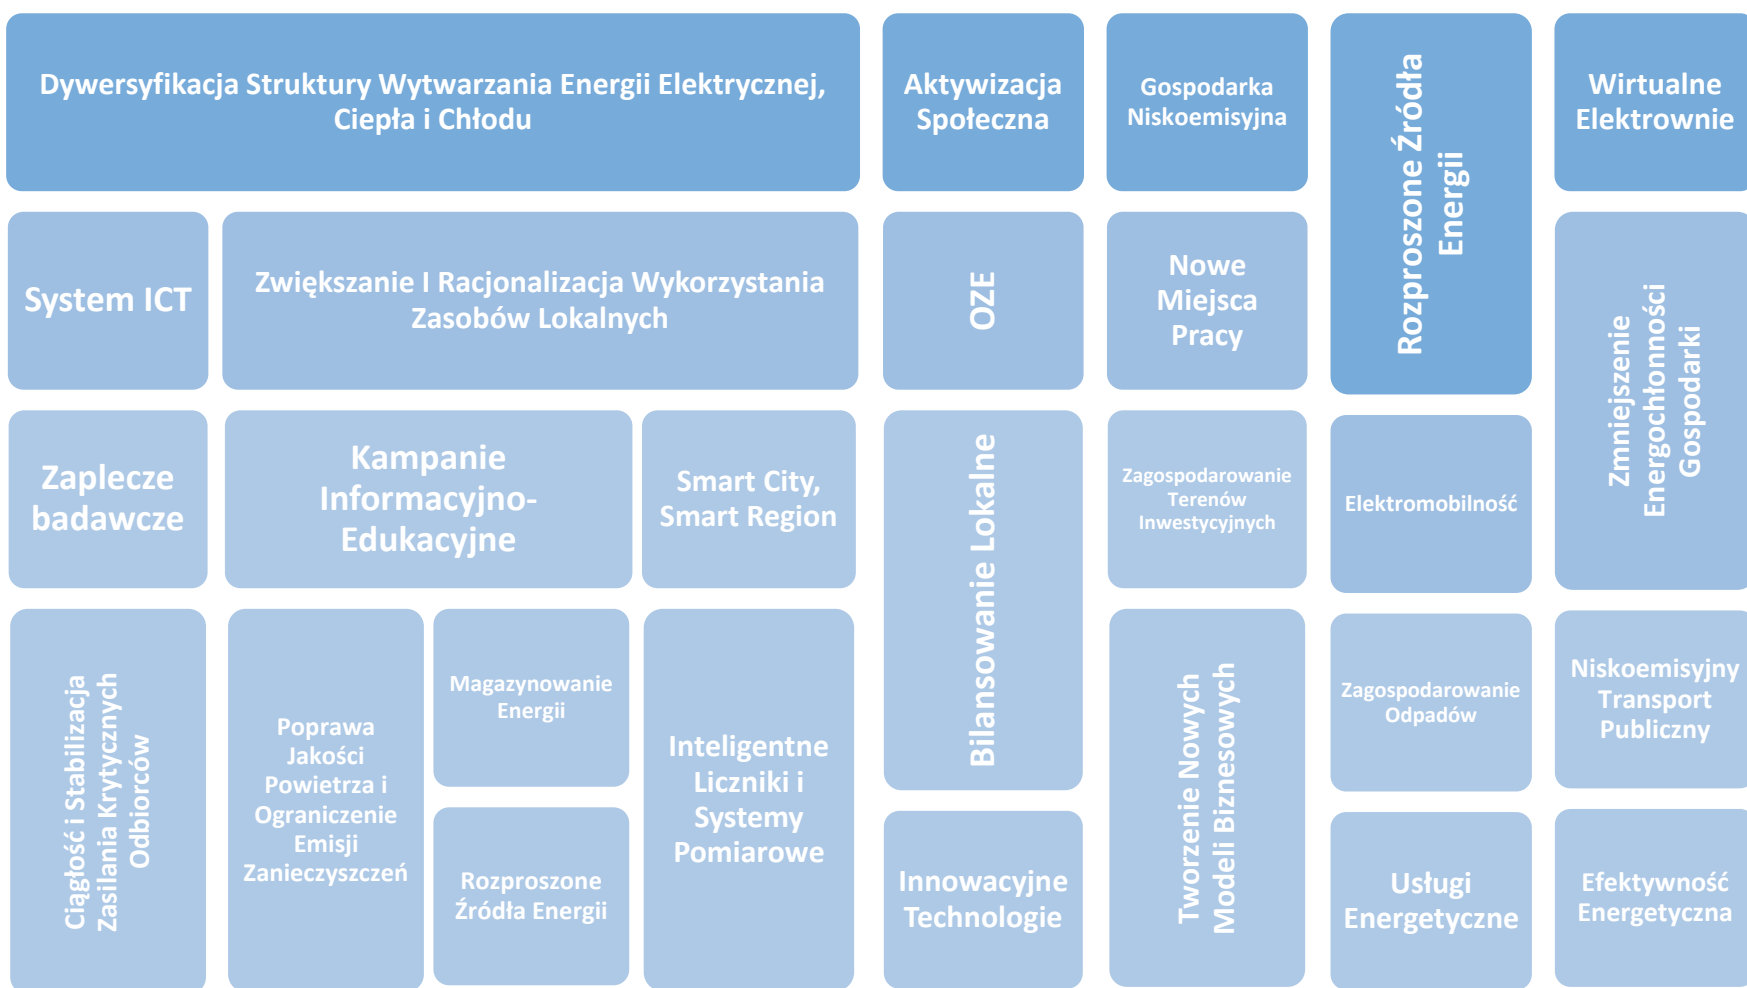 Dywersyfikacja Struktury Wytwarzania Energii Elektrycznej,
Ciepła i Chłodu
Aktywizacja
Społeczna
Gospodarka
Niskoemisyjna
Rozproszone Źródła
Energii
Wirtualne
Elektrownie
System ICT
Zwiększanie I Racjonalizacja Wykorzystania
Zasobów Lokalnych
OZE
Nowe
Miejsca
Pracy
Zmniejszenie
Energochłonności
Gospodarki
Zaplecze
badawcze
Kampanie
Informacyjno-
Edukacyjne
Smart City,
Smart Region
Bilansowanie Lokalne
Zagospodarowanie
Terenów
Inwestycyjnych
Elektromobilność
Ciągłość i Stabilizacja
Zasilania Krytycznych
Odbiorców
Poprawa
Jakości
Powietrza i
Ograniczenie
Emisji
Zanieczyszczeń
Magazynowanie
Energii
Rozproszone
Źródła Energii
Inteligentne
Liczniki i
Systemy
Pomiarowe
Innowacyjne
Technologie
Tworzenie Nowych
Modeli Biznesowych
Zagospodarowanie
Odpadów
Usługi
Energetyczne
Niskoemisyjny
Transport
Publiczny
Efektywność
Energetyczna